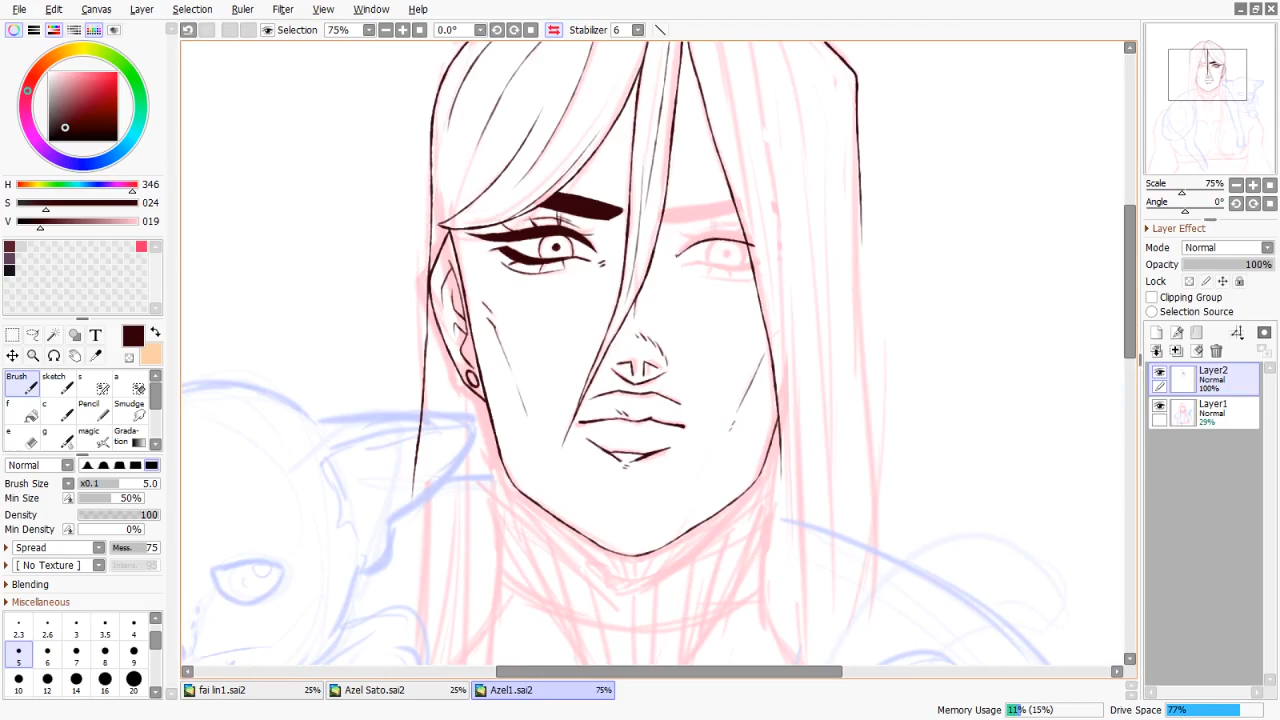 File Edit Canvas Layer Selection Ruler Filter View Window Help
Selection 75% 0.0° Stabilizer 6
H 346
S 024
V 019
T
Brush sketch s a
f c Pencil Smudge
e g magic Grada-
tion
Normal
Brush Size x0.1 5.0
Min Size 50%
Density 100
Min Density 0%
Spread Mess. 75
[ No Texture ] Intens. 95
Blending
Miscellaneous
2.3 2.6 3 3.5 4
5 6 7 8 9
10 12 14 16 20
Scale 75%
Angle 0°
Layer Effect
Mode Normal
Opacity 100%
Lock
Clipping Group
Selection Source
Layer2
Normal
100%
Layer1
Normal
29%
fai lin1.sai2 25% Azel Sato.sai2 25% Azel1.sai2 75%
Memory Usage 11% (15%) Drive Space 77%